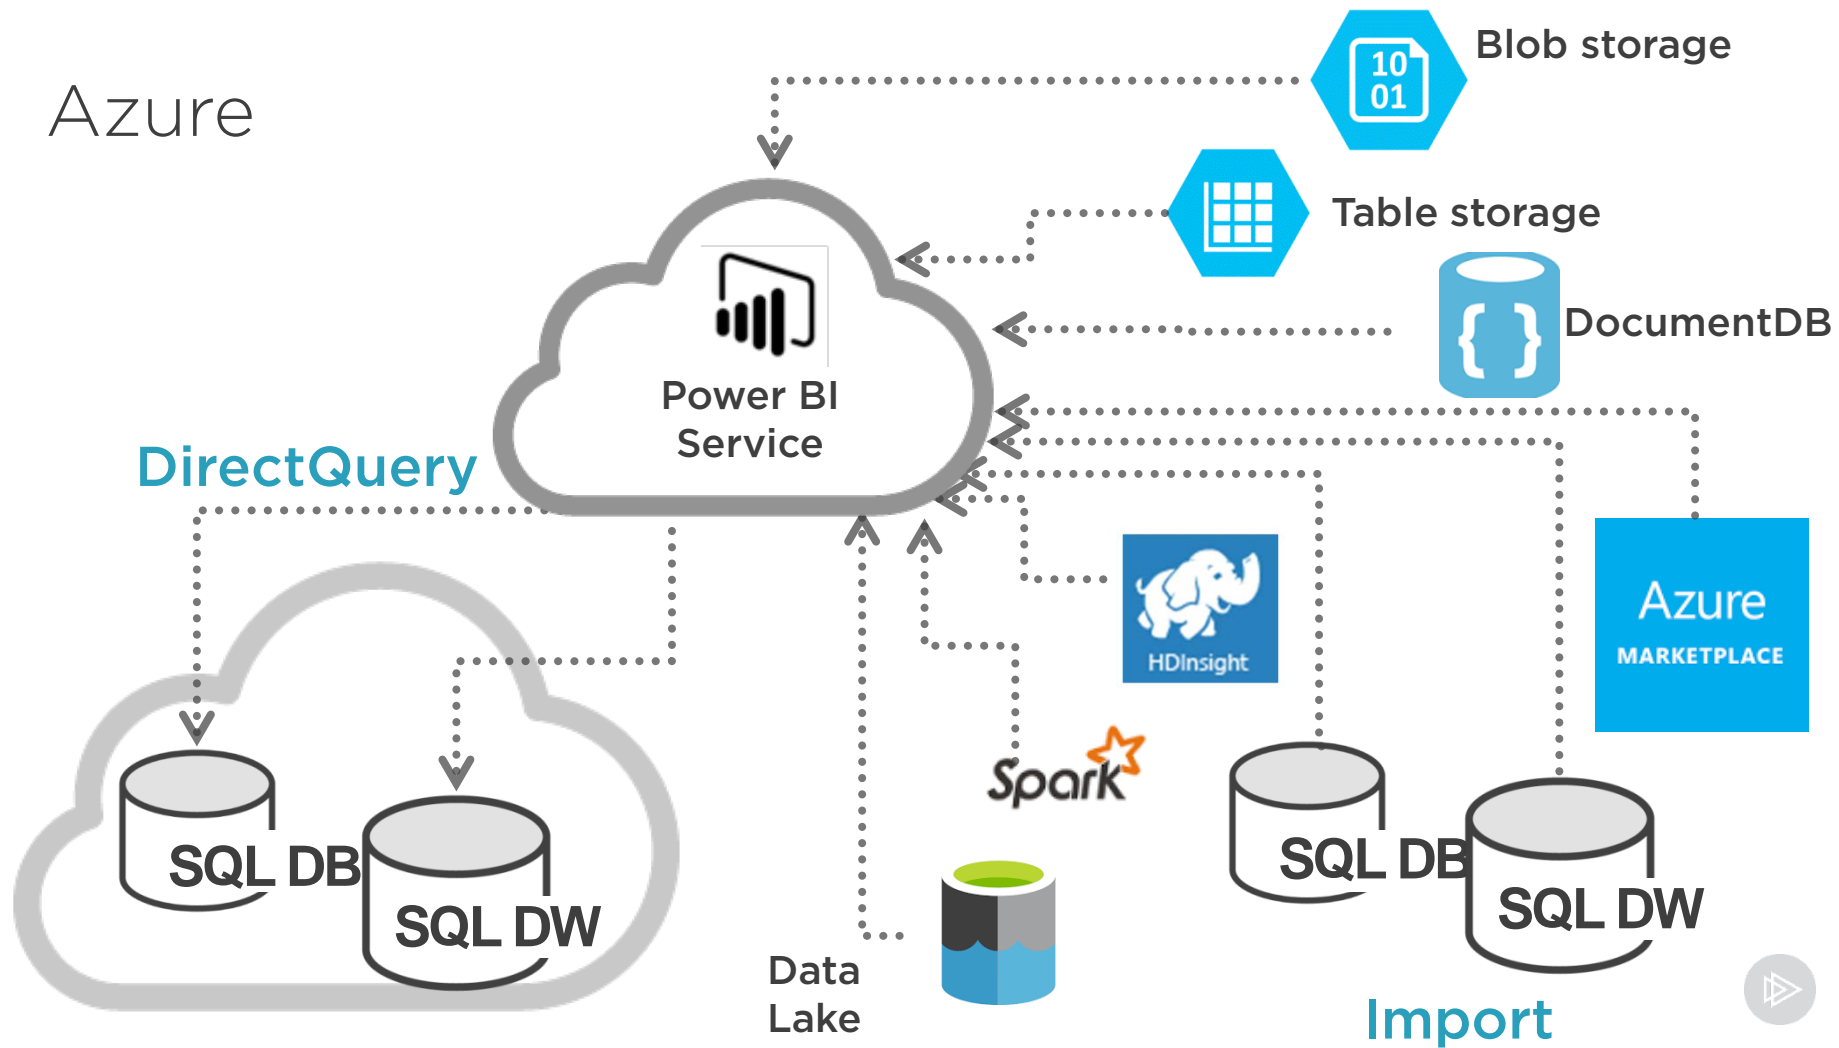 Azure
Blob storage
10
01
Table storage
DocumentDB
{ }
Power BI
Service
DirectQuery
HDInsight
Azure
MARKETPLACE
Spark
SQL DB
SQL DW
SQL DB
SQL DW
Data
Lake
Import